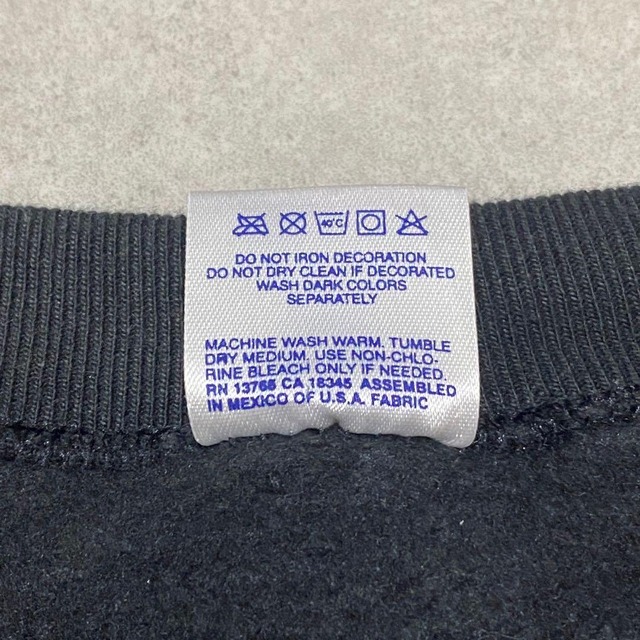 40°C
DO NOT IRON DECORATION
DO NOT DRY CLEAN IF DECORATED
WASH DARK COLORS
SEPARATELY
MACHINE WASH WARM, TUMBLE
DRY MEDIUM, USE NON-CHLO-
RINE BLEACH ONLY IF NEEDED.
RN 13765 CA 18345 ASSEMBLED
IN MEXICO OF U.S.A. FABRIC